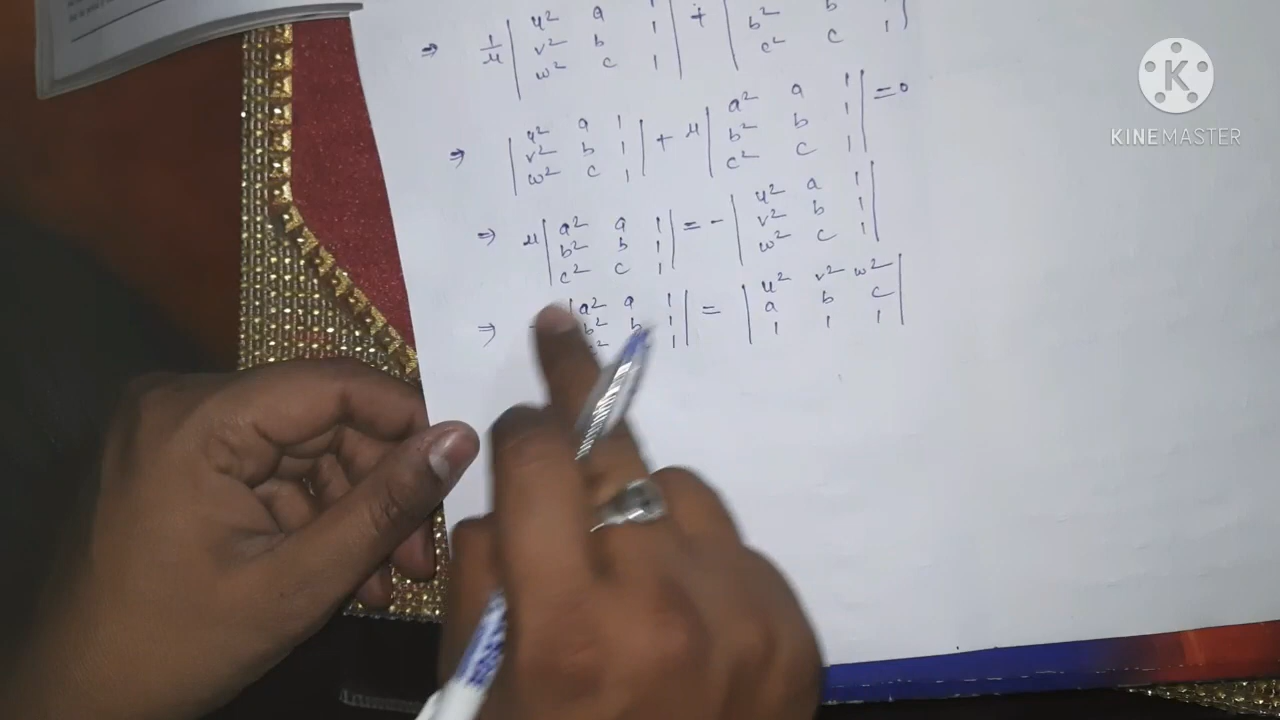 ⇒ 1/μ | u² a 1 | + | b² b
v² b 1 | c² c 1 |
w² c 1 |
⇒ | u² a 1 | + μ | a² a 1 | = 0
| v² b 1 | | b² b 1 |
| w² c 1 | | c² c 1 |
⇒ μ | a² a 1 | = - | u² a 1 |
| b² b 1 | | v² b 1 |
| c² c 1 | | w² c 1 |
⇒ | a² a 1 | = | u² v² w² |
| b² b 1 | | a b c |
1 | | 1 1 1 |
K
KINEMASTER